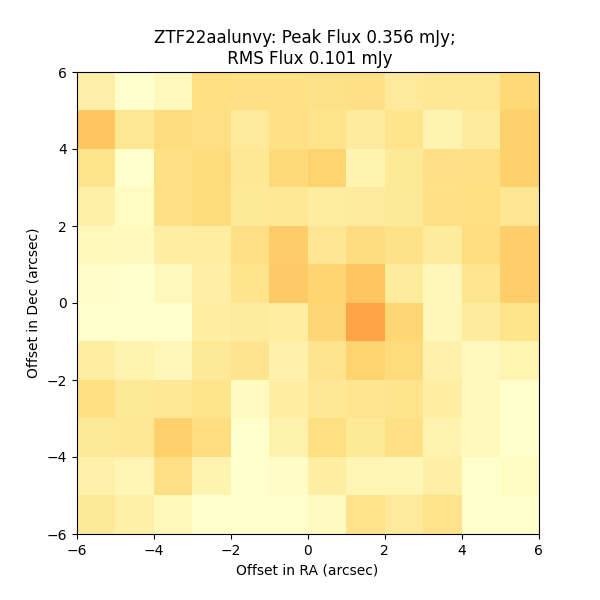 ZTF22aalunvy: Peak Flux 0.356 mJy;
RMS Flux 0.101 mJy
6
4
2
0
−2
−4
−6
Offset in Dec (arcsec)
−6 −4 −2 0 2 4 6
Offset in RA (arcsec)